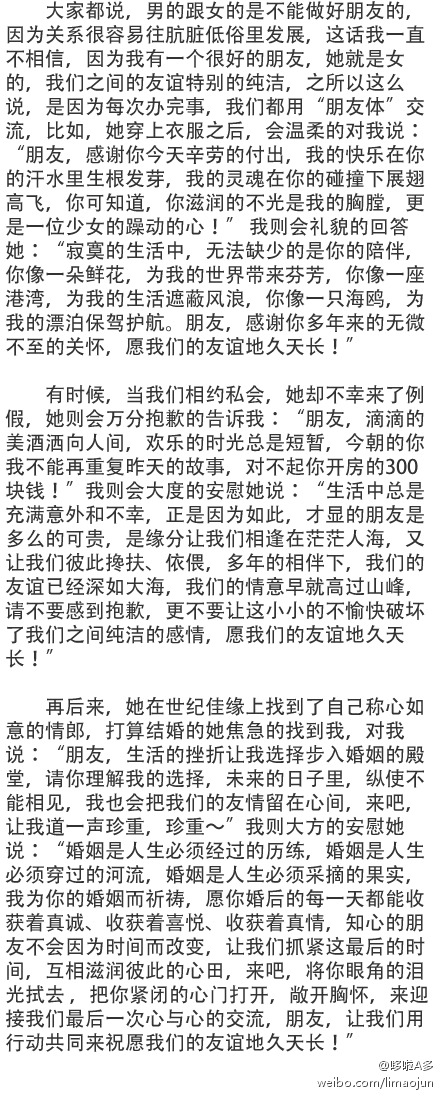 大家都说，男的跟女的是不能做好朋友的，
因为关系很容易往肮脏低俗里发展，这话我一直
不相信，因为我有一个很好的朋友，她就是女
的，我们之间的友谊特别的纯洁，之所以这么
说，是因为每次办完事，我们都用“朋友体”交
流，比如，她穿上衣服之后，会温柔的对我说：
“朋友，感谢你今天辛劳的付出，我的快乐在你
的汗水里生根发芽，我的灵魂在你的碰撞下展翅
高飞，你可知道，你滋润的不光是我的胸膛，更
是一位少女的躁动的心！” 我则会礼貌的回答
她：“寂寞的生活中，无法缺少的是你的陪伴，
你像一朵鲜花，为我的世界带来芬芳，你像一座
港湾，为我的生活遮蔽风浪，你像一只海鸥，为
我的漂泊保驾护航。朋友，感谢你多年来的无微
不至的关怀，愿我们的友谊地久天长！”
有时候，当我们相约私会，她却不幸来了例
假，她则会万分抱歉的告诉我：“朋友，滴滴的
美酒洒向人间，欢乐的时光总是短暂，今朝的你
我不能再重复昨天的故事，对不起你开房的300
块钱！”我则会大度的安慰她说：“生活中总是
充满意外和不幸，正是因为如此，才显的朋友是
多么的可贵，是缘分让我们相逢在茫茫人海，又
让我们彼此搀扶、依偎，多年的相伴下，我们的
友谊已经深如大海，我们的情意早就高过山峰，
请不要感到抱歉，更不要让这小小的不愉快破坏
了我们之间纯洁的感情，愿我们的友谊地久天
长！”
再后来，她在世纪佳缘上找到了自己称心如
意的情郎，打算结婚的她焦急的找到我，对我
说：“朋友，生活的挫折让我选择步入婚姻的殿
堂，请你理解我的选择，未来的日子里，纵使不
能相见，我也会把我们的友情留在心间，来吧，
让我道一声珍重，珍重～”我则大方的安慰她
说：“婚姻是人生必须经过的历练，婚姻是人生
必须穿过的河流，婚姻是人生必须采摘的果实，
我为你的婚姻而祈祷，愿你婚后的每一天都能收
获着真诚、收获着喜悦、收获着真情，知心的朋
友不会因为时间而改变，让我们抓紧这最后的时
间，互相滋润彼此的心田，来吧，将你眼角的泪
光拭去，把你紧闭的心门打开，敞开胸怀，来迎
接我们最后一次心与心的交流，朋友，让我们用
行动共同来祝愿我们的友谊地久天长！”
@哆啦A多
weibo.com/limaojun